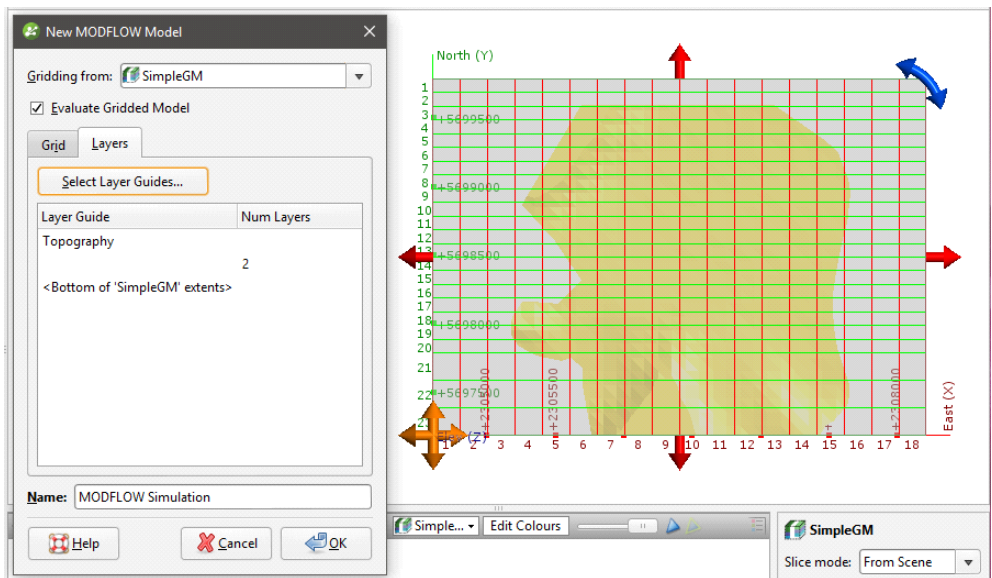 New MODFLOW Model
Gridding from: SimpleGM
Evaluate Gridded Model
Grid Layers
Select Layer Guides...
Layer Guide Num Layers
Topography
2
<Bottom of 'SimpleGM' extents>
Name: MODFLOW Simulation
Help Cancel OK
North (Y)
1
2
3
+5699500
4
5
6
7
8
+5699000
9
10
11
12
13
+5698500
14
15
16
17
18
+5698000
19
20
21
22
+5697500
(Z)
+2305500
+2308000
East (X)
1 2 3 4 5 6 7 8 9 10 11 12 13 14 15 16 17 18
Simple... Edit Colours
SimpleGM
Slice mode: From Scene